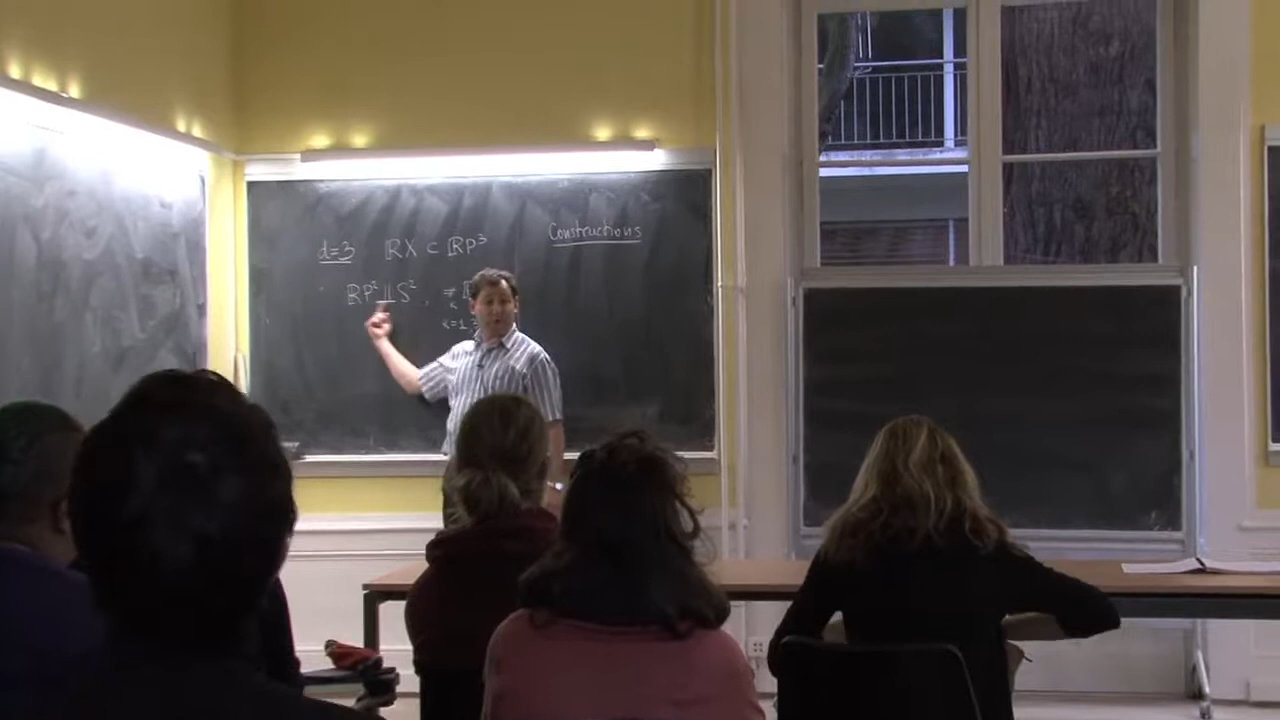 d=3 ℝX ⊂ ℝP³
ℝP² ⊥⊥ S² ,
Constructions